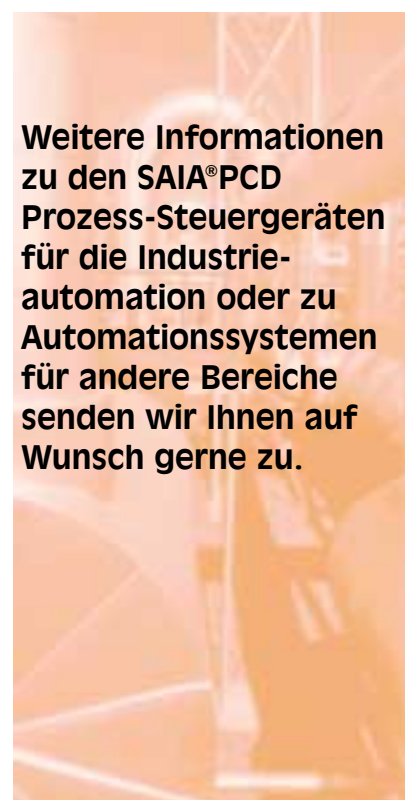 Weitere Informationen
zu den SAIA®PCD
Prozess-Steuergeräten
für die Industrie-
automation oder zu
Automationssystemen
für andere Bereiche
senden wir Ihnen auf
Wunsch gerne zu.